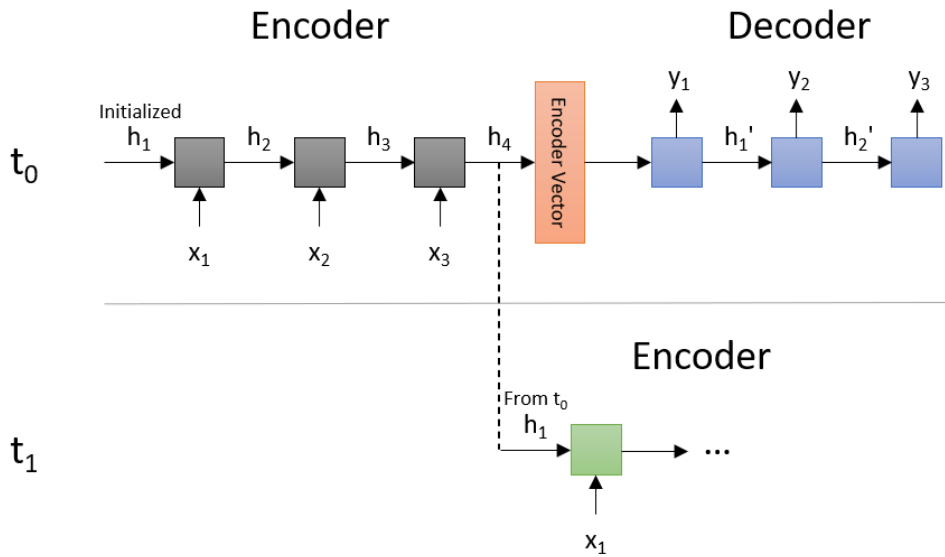 Encoder
Decoder
y₁ y₂ y₃
Initialized
h₁ h₂ h₃ h₄ h₁' h₂'
t₀
Encoder Vector
x₁ x₂ x₃
Encoder
From t₀
h₁
t₁
...
x₁